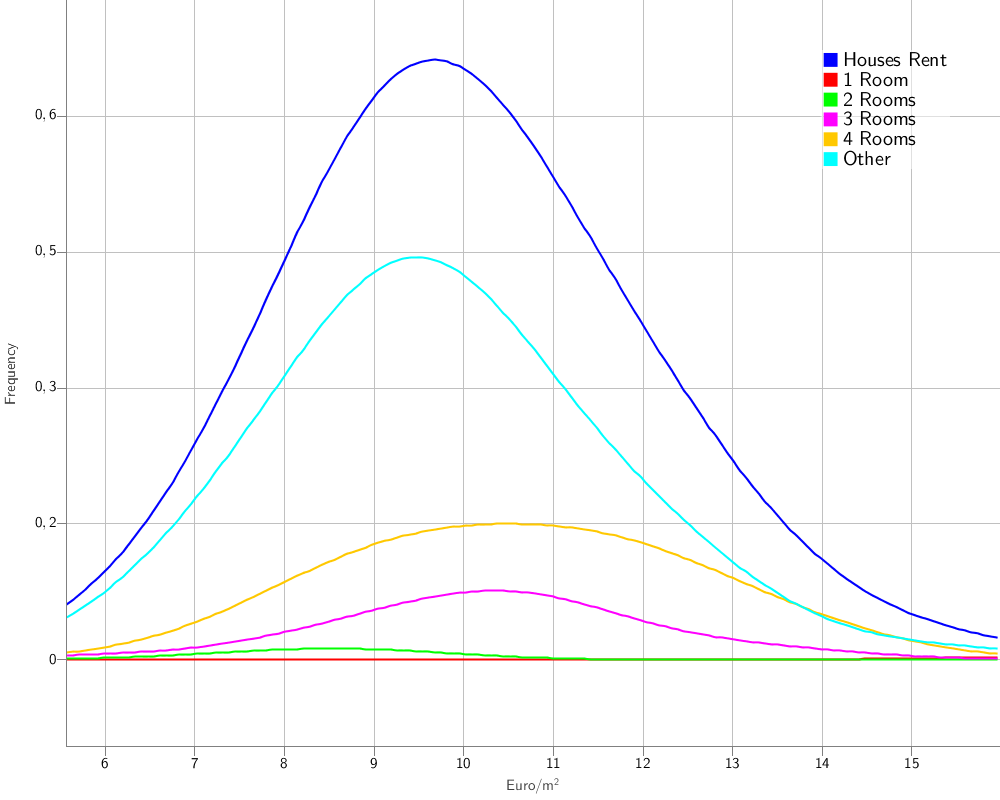 Houses Rent
1 Room
2 Rooms
3 Rooms
4 Rooms
Other
0, 6
0, 5
0, 3
0, 2
0
Frequency
6 7 8 9 10 11 12 13 14 15
Euro/m²